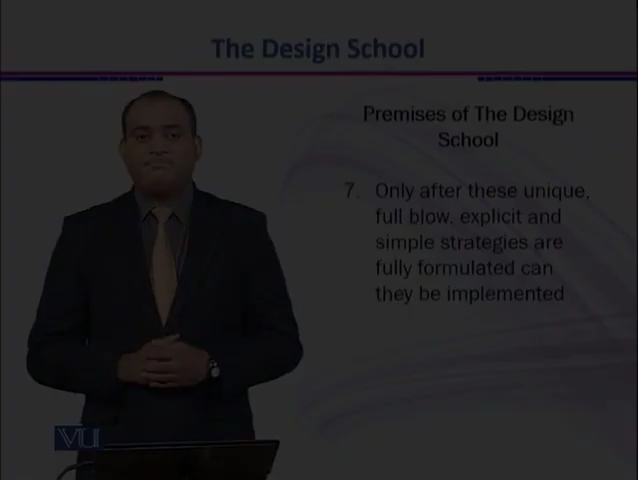 The Design School
Premises of The Design
School
7. Only after these unique,
full blow, explicit and
simple strategies are
fully formulated can
they be implemented
VU